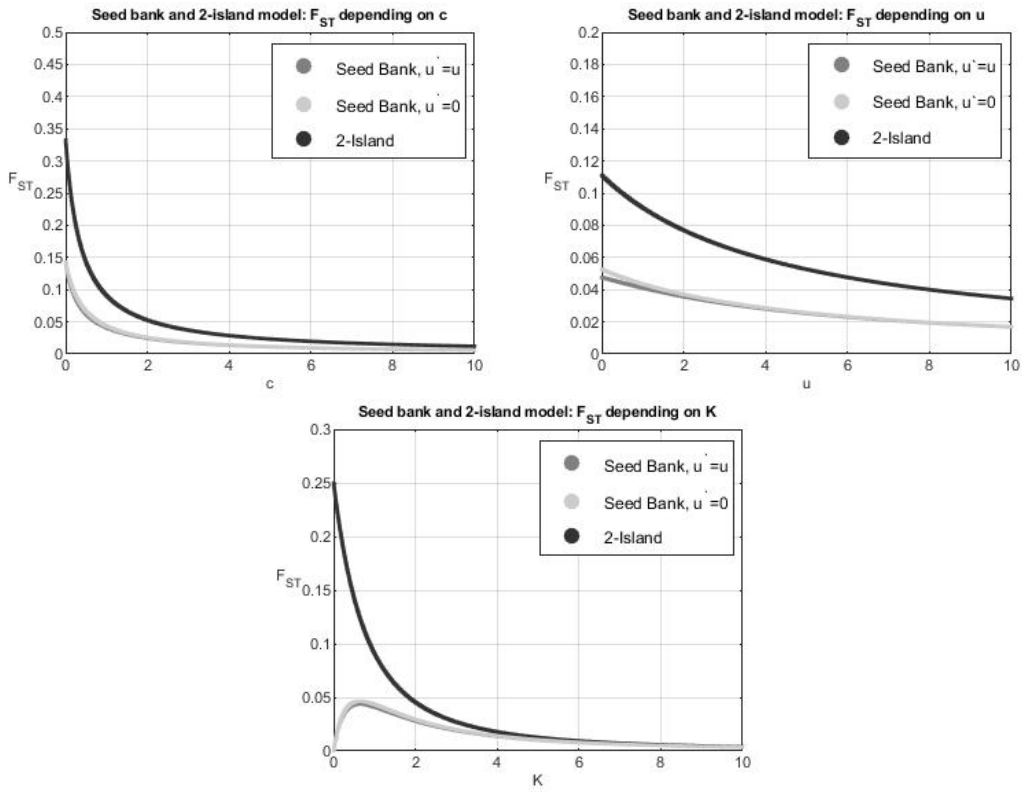 Seed bank and 2-island model: F_ST depending on c
0.5
0.45
0.4
0.35
0.3
F_ST 0.25
0.2
0.15
0.1
0.05
0
0 2 4 6 8 10
c
Seed Bank, u`=u
Seed Bank, u`=0
2-Island
Seed bank and 2-island model: F_ST depending on u
0.2
0.18
0.16
0.14
0.12
F_ST 0.1
0.08
0.06
0.04
0.02
0
0 2 4 6 8 10
u
Seed Bank, u`=u
Seed Bank, u`=0
2-Island
Seed bank and 2-island model: F_ST depending on K
0.3
0.25
0.2
F_ST 0.15
0.1
0.05
0
0 2 4 6 8 10
K
Seed Bank, u`=u
Seed Bank, u`=0
2-Island